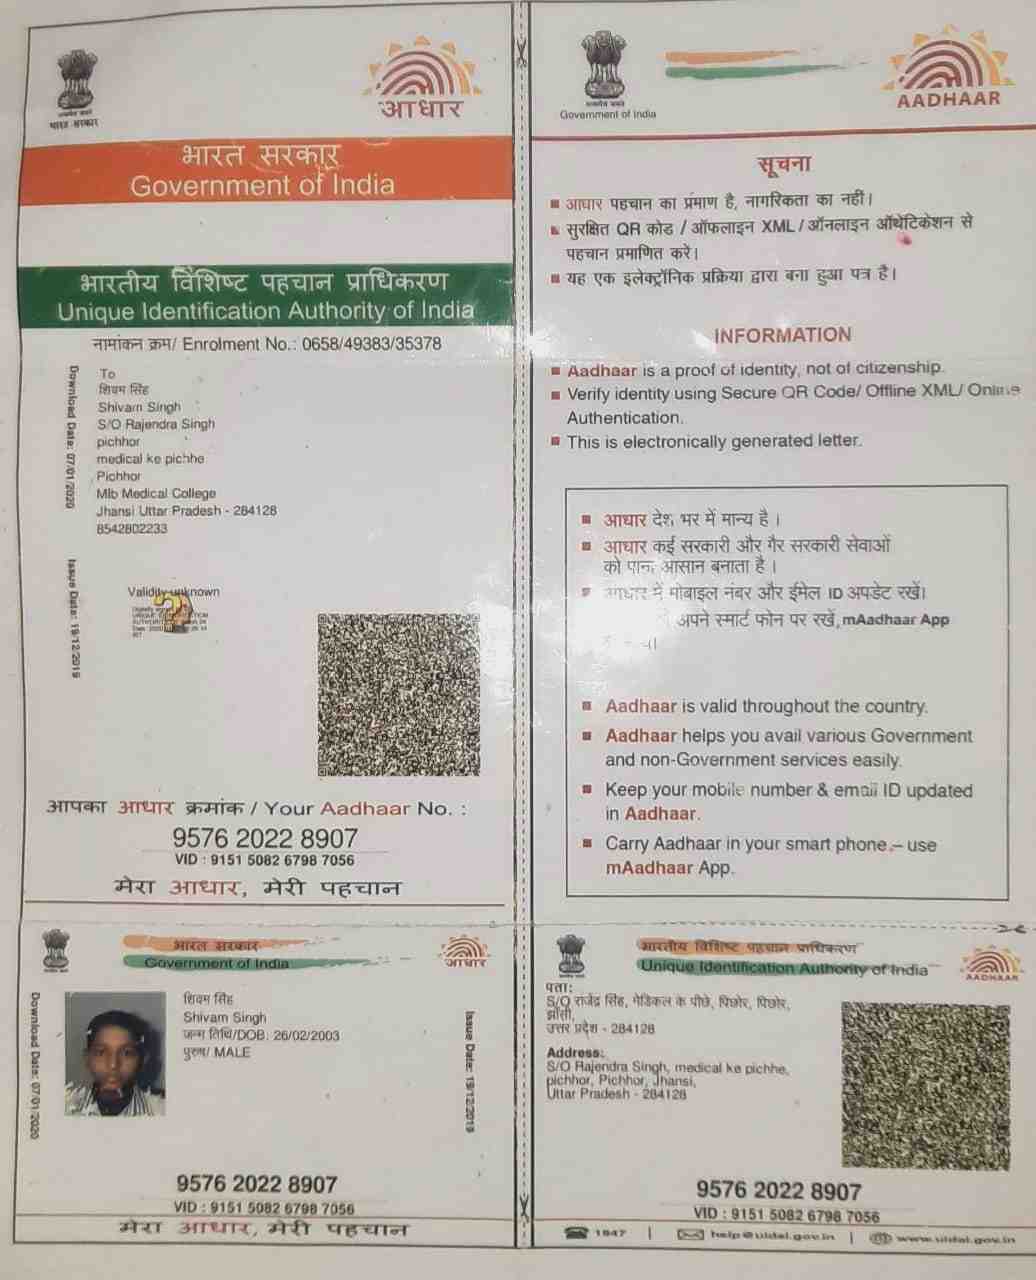 भारत सरकार
आधार
भारत सरकार
Government of India
भारतीय विशिष्ट पहचान प्राधिकरण
Unique Identification Authority of India
नामांकन क्रम/ Enrolment No.: 0658/49383/35378
Download Date: 07/01/2020
Issue Date: 19/12/2019
To
शिवम सिंह
Shivam Singh
S/O Rajendra Singh
pichhor
medical ke pichhe
Pichhor
Mlb Medical College
Jhansi Uttar Pradesh - 284128
8542802233
Validity unknown
आपका आधार क्रमांक / Your Aadhaar No. :
9576 2022 8907
VID : 9151 5082 6798 7056
मेरा आधार, मेरी पहचान
Government of India
AADHAAR
सूचना
आधार पहचान का प्रमाण है, नागरिकता का नहीं।
सुरक्षित QR कोड / ऑफलाइन XML / ऑनलाइन ऑथेंटिकेशन से
पहचान प्रमाणित करें।
यह एक इलेक्ट्रॉनिक प्रक्रिया द्वारा बना हुआ पत्र है।
INFORMATION
Aadhaar is a proof of identity, not of citizenship.
Verify identity using Secure QR Code/ Offline XML/ Online
Authentication.
This is electronically generated letter.
आधार देश भर में मान्य है ।
आधार कई सरकारी और गैर सरकारी सेवाओं
को पाना आसान बनाता है ।
आधार में मोबाइल नंबर और ईमेल ID अपडेट रखें।
अपने स्मार्ट फोन पर रखें, mAadhaar App
Aadhaar is valid throughout the country.
Aadhaar helps you avail various Government
and non-Government services easily.
Keep your mobile number & email ID updated
in Aadhaar.
Carry Aadhaar in your smart phone – use
mAadhaar App.
भारत सरकार
Government of India
आधार
Download Date: 07/01/2020
शिवम सिंह
Shivam Singh
जन्म तिथि/DOB: 26/02/2003
पुरुष/ MALE
Issue Date: 19/12/2019
9576 2022 8907
VID : 9151 5082 6798 7056
मेरा आधार, मेरी पहचान
भारतीय विशिष्ट पहचान प्राधिकरण
Unique Identification Authority of India
AADHAAR
पता:
S/O राजेंद्र सिंह, मेडिकल के पीछे, पिछोर, पिछोर,
झाँसी,
उत्तर प्रदेश - 284128
Address:
S/O Rajendra Singh, medical ke pichhe,
pichhor, Pichhor, Jhansi,
Uttar Pradesh - 284128
9576 2022 8907
VID : 9151 5082 6798 7056
1947 | help@uidai.gov.in | www.uidai.gov.in